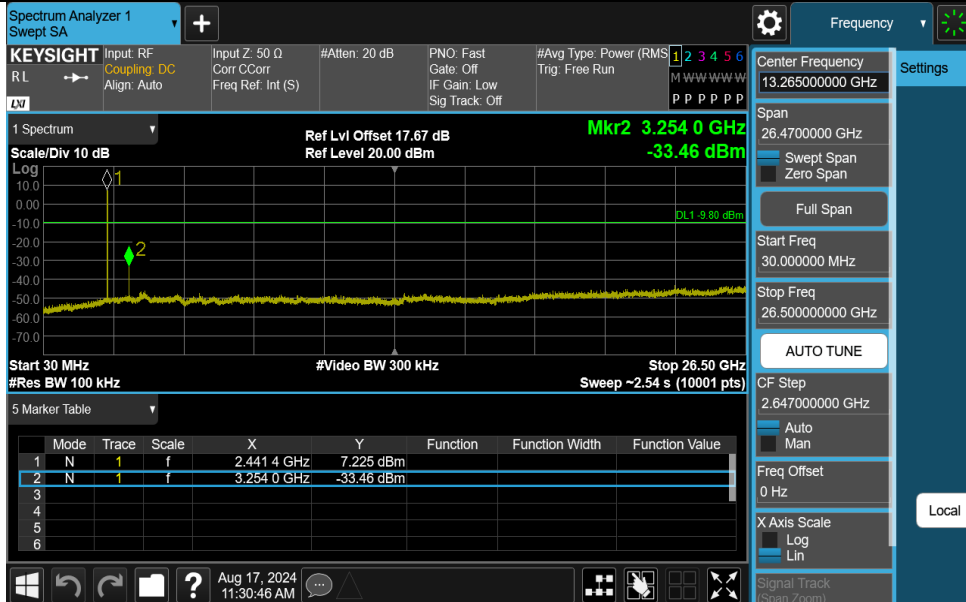 Spectrum Analyzer 1
Swept SA
+
Frequency
KEYSIGHT
RL
LXI
Input: RF
Coupling: DC
Align: Auto
Input Z: 50 Ω
Corr CCorr
Freq Ref: Int (S)
#Atten: 20 dB
PNO: Fast
Gate: Off
IF Gain: Low
Sig Track: Off
#Avg Type: Power (RMS
Trig: Free Run
1 2 3 4 5 6
M W W W W W
P P P P P P
1 Spectrum
Scale/Div 10 dB
Ref Lvl Offset 17.67 dB
Ref Level 20.00 dBm
Mkr2 3.254 0 GHz
-33.46 dBm
Log
10.0
0.00
-10.0
-20.0
-30.0
-40.0
-50.0
-60.0
-70.0
1
2
DL1 -9.80 dBm
Start 30 MHz
#Video BW 300 kHz
Stop 26.50 GHz
#Res BW 100 kHz
Sweep ~2.54 s (10001 pts)
5 Marker Table
Mode Trace Scale X Y Function Function Width Function Value
1 N 1 f 2.441 4 GHz 7.225 dBm
2 N 1 f 3.254 0 GHz -33.46 dBm
3
4
5
6
Aug 17, 2024
11:30:46 AM
?
Center Frequency
13.265000000 GHz
Span
26.4700000 GHz
Swept Span
Zero Span
Full Span
Start Freq
30.000000 MHz
Stop Freq
26.500000000 GHz
AUTO TUNE
CF Step
2.647000000 GHz
Auto
Man
Freq Offset
0 Hz
X Axis Scale
Log
Lin
Signal Track
(Span Zoom)
Settings
Local